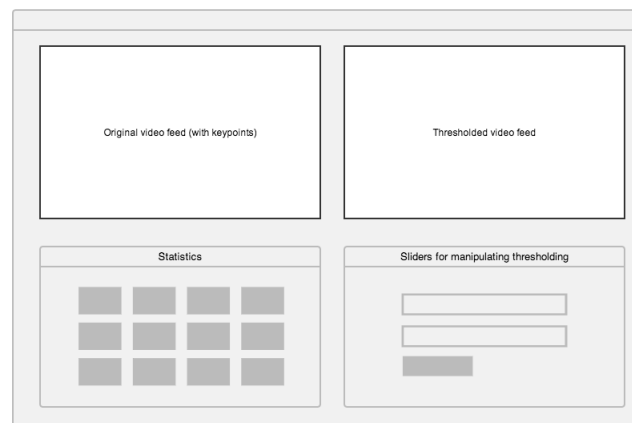 Original video feed (with keypoints)
Thresholded video feed
Statistics
Sliders for manipulating thresholding